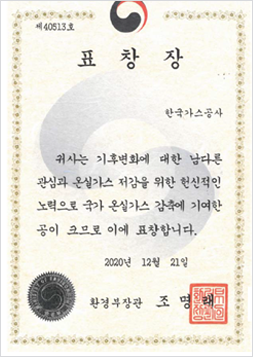 제40513호
표 창 장
한국가스공사
귀사는 기후변화에 대한 남다른
관심과 온실가스 저감을 위한 헌신적인
노력으로 국가 온실가스 감축에 기여한
공이 크므로 이에 표창합니다.
2020년 12월 21일
환경부장관 조 명 래